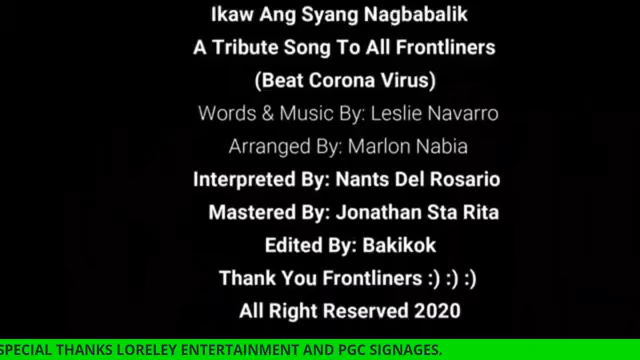 Ikaw Ang Syang Nagbabalik
A Tribute Song To All Frontliners
(Beat Corona Virus)
Words & Music By: Leslie Navarro
Arranged By: Marlon Nabia
Interpreted By: Nants Del Rosario
Mastered By: Jonathan Sta Rita
Edited By: Bakikok
Thank You Frontliners :) :) :)
All Right Reserved 2020
SPECIAL THANKS LORELEY ENTERTAINMENT AND PGC SIGNAGES.